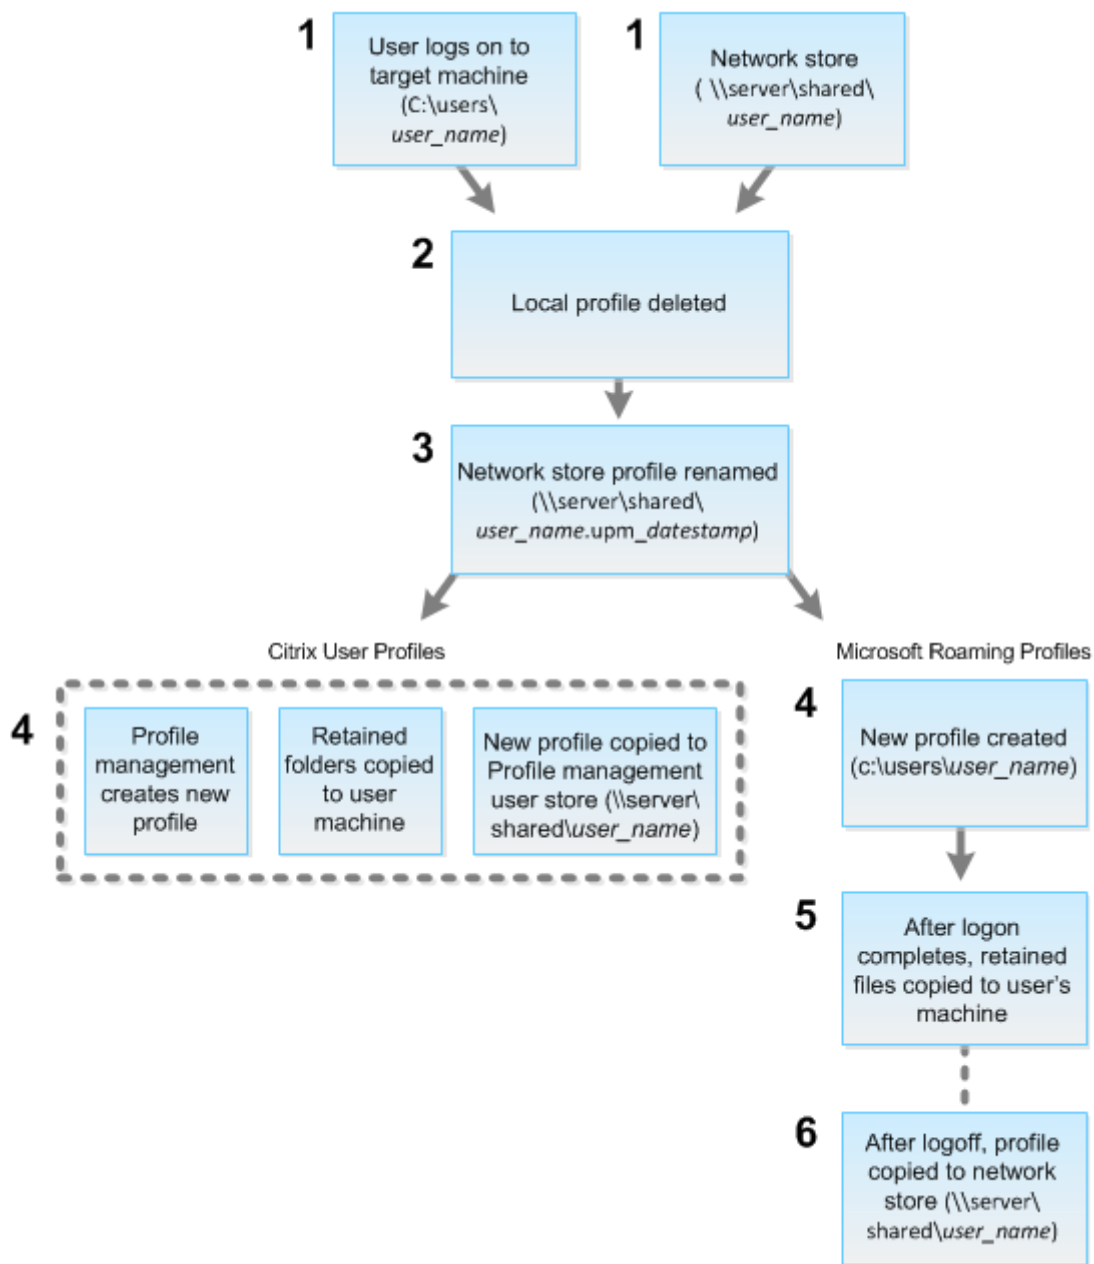 1
User logs on to
target machine
(C:\users\
user_name)
1
Network store
( \\server\shared\
user_name)
2
Local profile deleted
3
Network store profile renamed
(\\server\shared\
user_name.upm_datestamp)
Citrix User Profiles
4
Profile
management
creates new
profile
Retained
folders copied
to user
machine
New profile copied to
Profile management
user store (\\server\
shared\user_name)
Microsoft Roaming Profiles
4
New profile created
(c:\users\user_name)
5
After logon
completes, retained
files copied to user's
machine
6
After logoff, profile
copied to network
store (\\server\
shared\user_name)